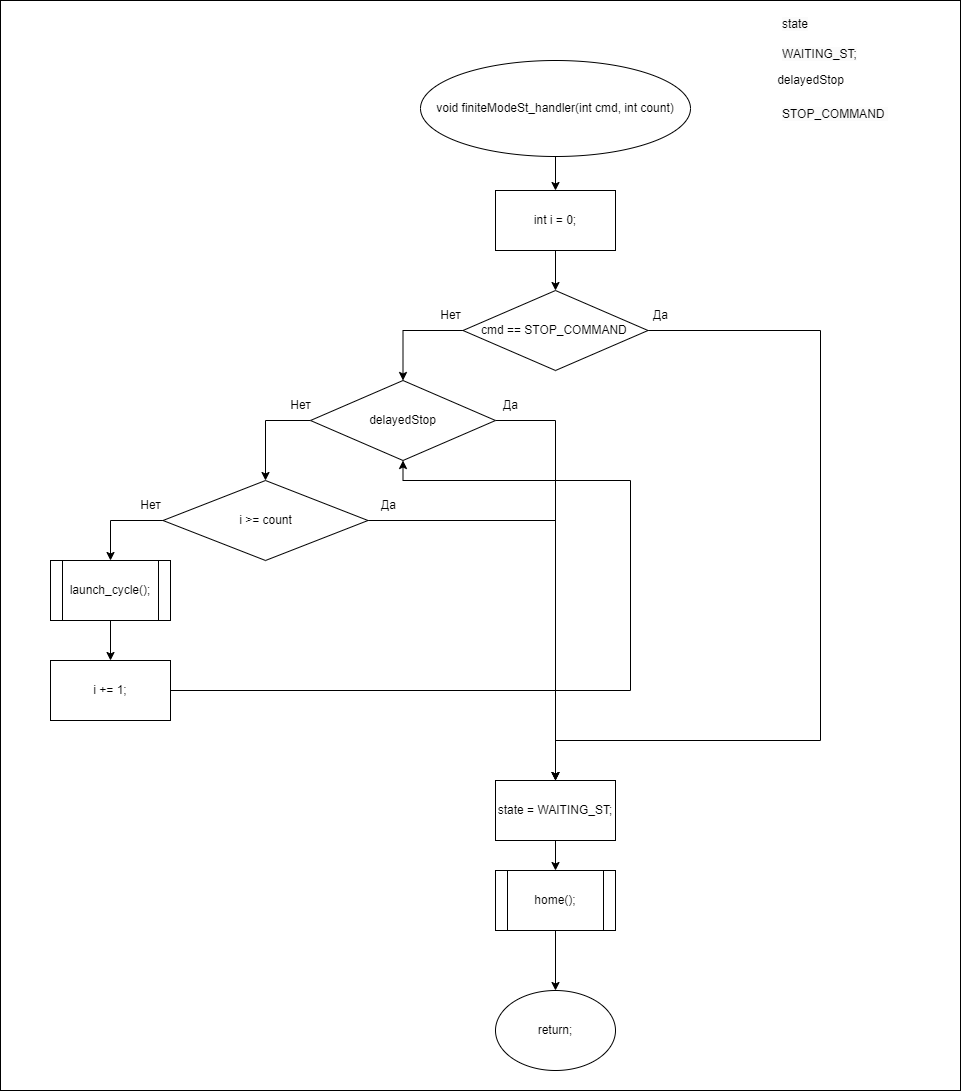 state
WAITING_ST;
delayedStop
STOP_COMMAND
void finiteModeSt_handler(int cmd, int count)
int i = 0;
Нет
Да
cmd == STOP_COMMAND
Нет
Да
delayedStop
Нет
Да
i >= count
launch_cycle();
i += 1;
state = WAITING_ST;
home();
return;